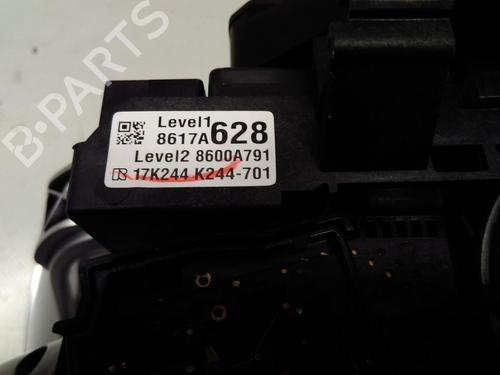 B-PARTS
Level1
8617A628
Level2 8600A791
17K244 K244-701